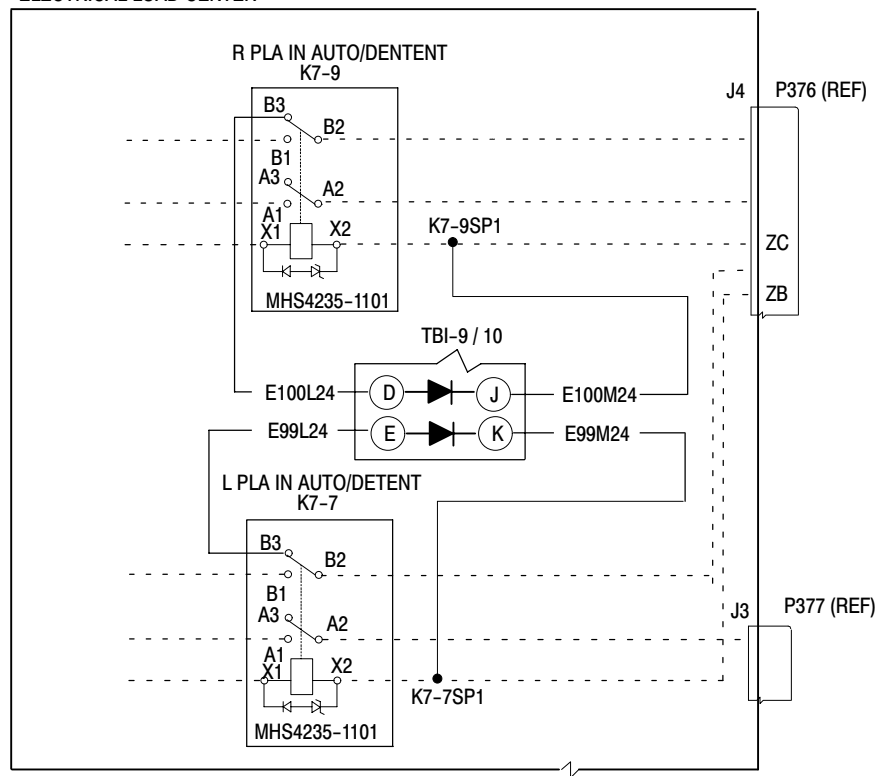 ELECTRICAL LOAD CENTER
R PLA IN AUTO/DENTENT
K7-9
J4
P376 (REF)
B3
B2
B1
A3
A2
A1
X1
X2
K7-9SP1
ZC
ZB
MHS4235-1101
TBI-9 / 10
E100L24
D
J
E100M24
E99L24
E
K
E99M24
L PLA IN AUTO/DETENT
K7-7
B3
B2
B1
A3
A2
A1
X1
X2
J3
P377 (REF)
K7-7SP1
MHS4235-1101